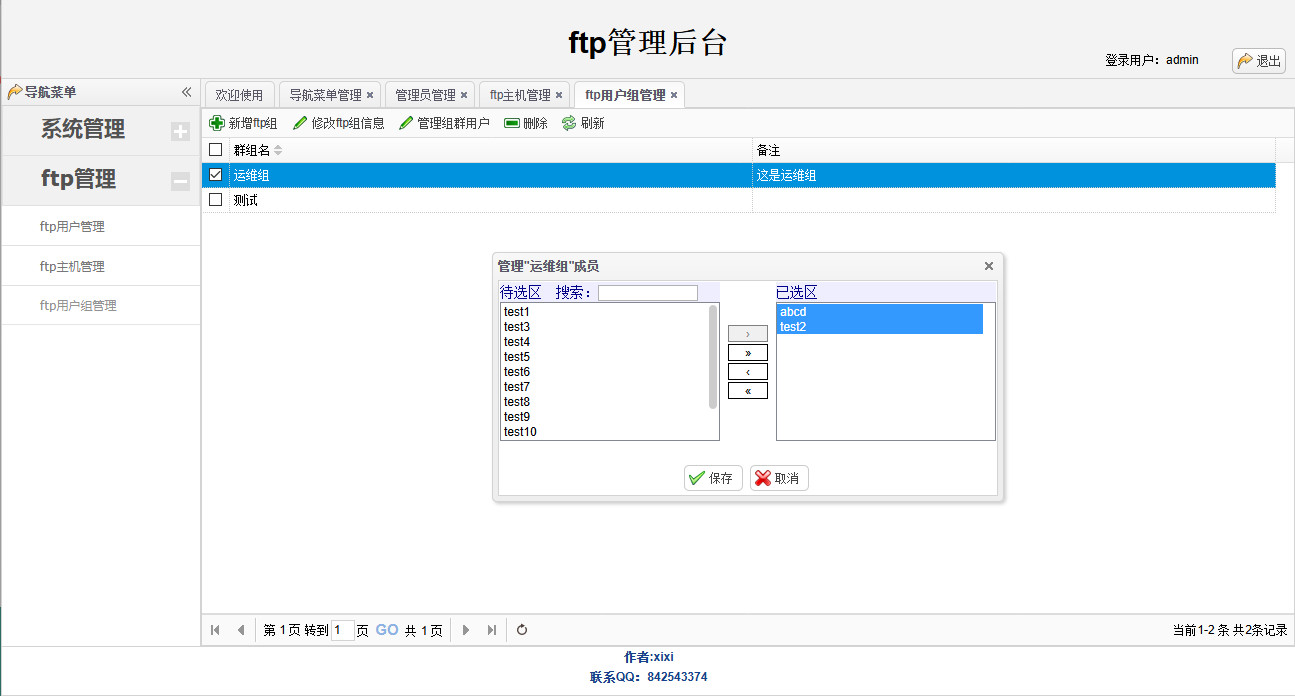 ftp管理后台
登录用户：admin
退出
导航菜单
欢迎使用 导航菜单管理 管理员管理 ftp主机管理 ftp用户组管理
系统管理
ftp管理
ftp用户管理
ftp主机管理
ftp用户组管理
新增ftp组 修改ftp组信息 管理组群用户 删除 刷新
群组名 备注
运维组 这是运维组
测试
管理"运维组"成员
待选区 搜索：
test1
test3
test4
test5
test6
test7
test8
test9
test10
›
»
‹
«
已选区
abcd
test2
保存 取消
第 1 页 转到 1 页 GO 共 1 页
当前1-2 条 共2条记录
作者:xixi
联系QQ：842543374